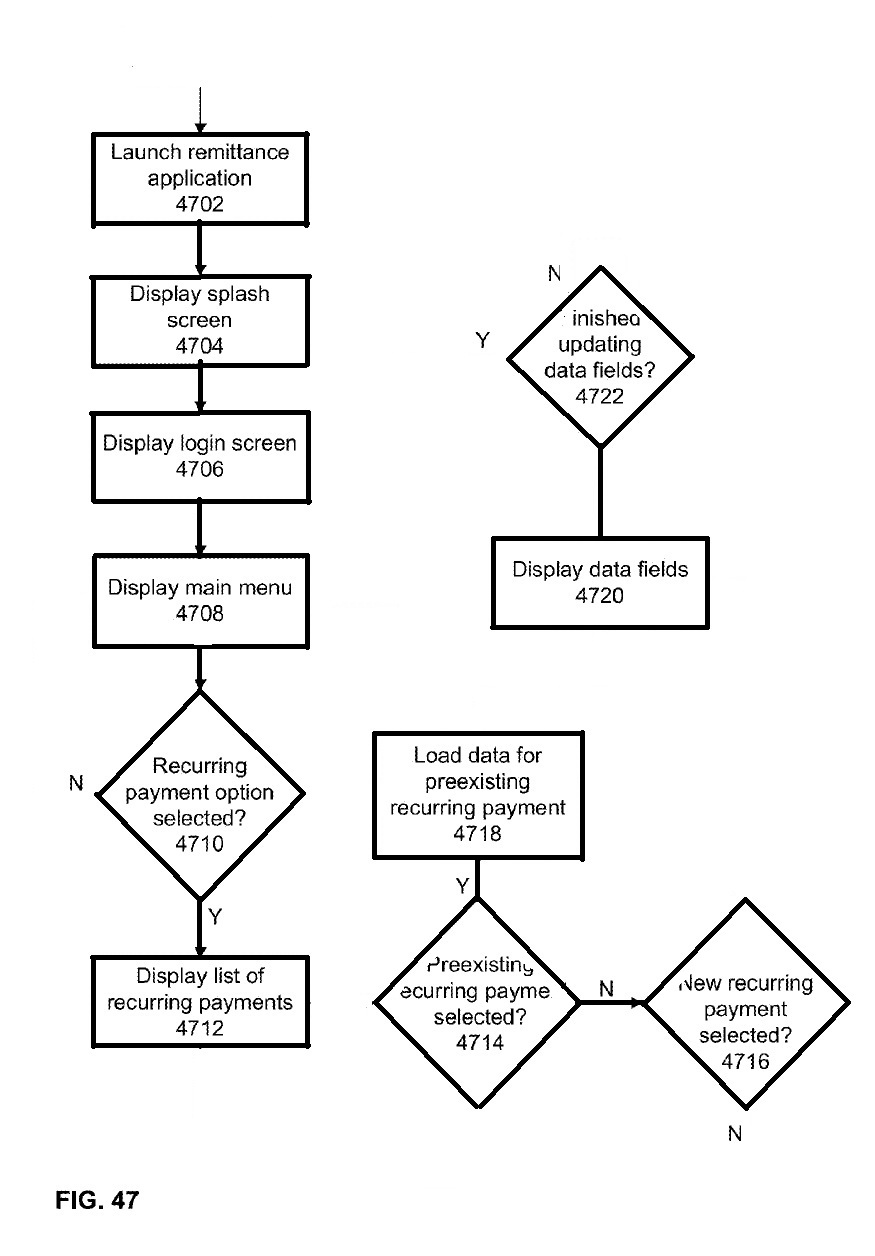 Launch remittance
application
4702
Display splash
screen
4704
Display login screen
4706
Display main menu
4708
N
Recurring
payment option
selected?
4710
Y
Display list of
recurring payments
4712
N
Y
inished
updating
data fields?
4722
Display data fields
4720
Load data for
preexisting
recurring payment
4718
Y
Preexisting
ecurring payme
selected?
4714
N
New recurring
payment
selected?
4716
N
FIG. 47